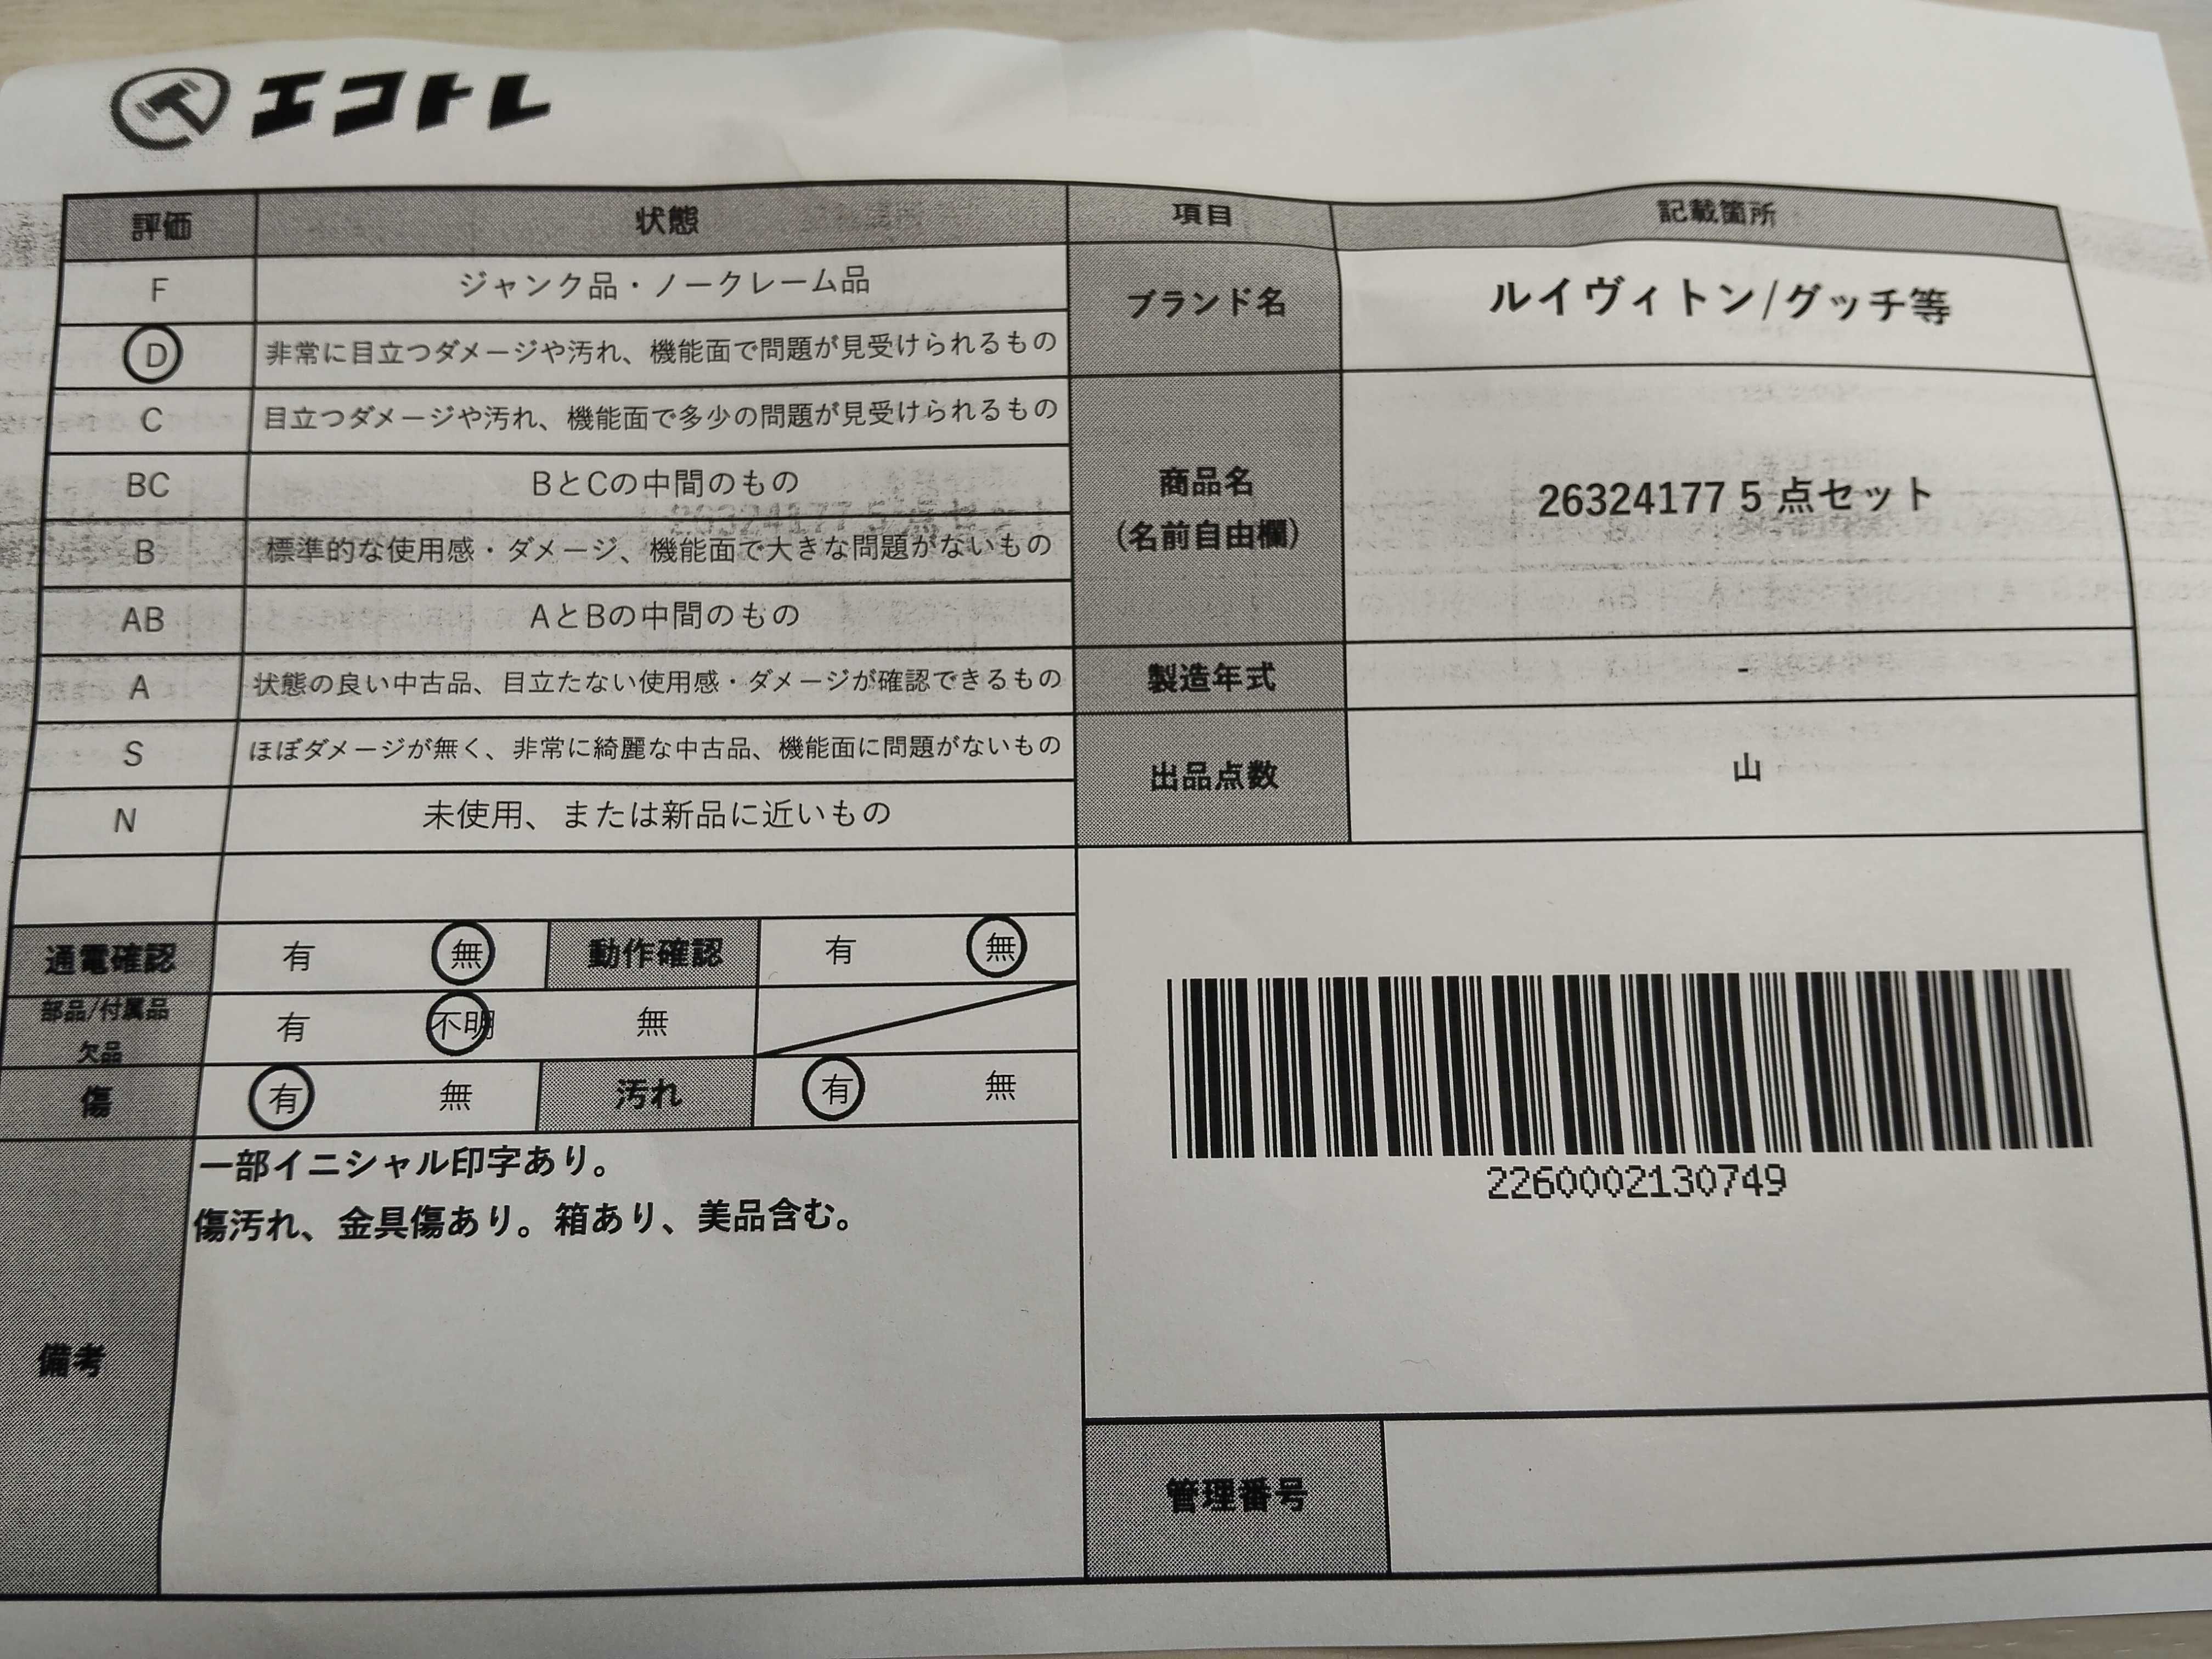 エコトレ
評価 状態 項目 記載箇所
F ジャンク品・ノークレーム品
D 非常に目立つダメージや汚れ、機能面で問題が見受けられるもの
C 目立つダメージや汚れ、機能面で多少の問題が見受けられるもの
BC BとCの中間のもの
B 標準的な使用感・ダメージ、機能面で大きな問題がないもの
AB AとBの中間のもの
A 状態の良い中古品、目立たない使用感・ダメージが確認できるもの
S ほぼダメージが無く、非常に綺麗な中古品、機能面に問題がないもの
N 未使用、または新品に近いもの
ブランド名 ルイヴィトン/グッチ等
商品名
(名前自由欄)
26324177 5 点セット
製造年式 -
出品点数 山
通電確認 有 無 動作確認 有 無
部品/付属品
欠品
有 不明 無
傷 有 無 汚れ 有 無
備考
一部イニシャル印字あり。
傷汚れ、金具傷あり。箱あり、美品含む。
2260002130749
管理番号